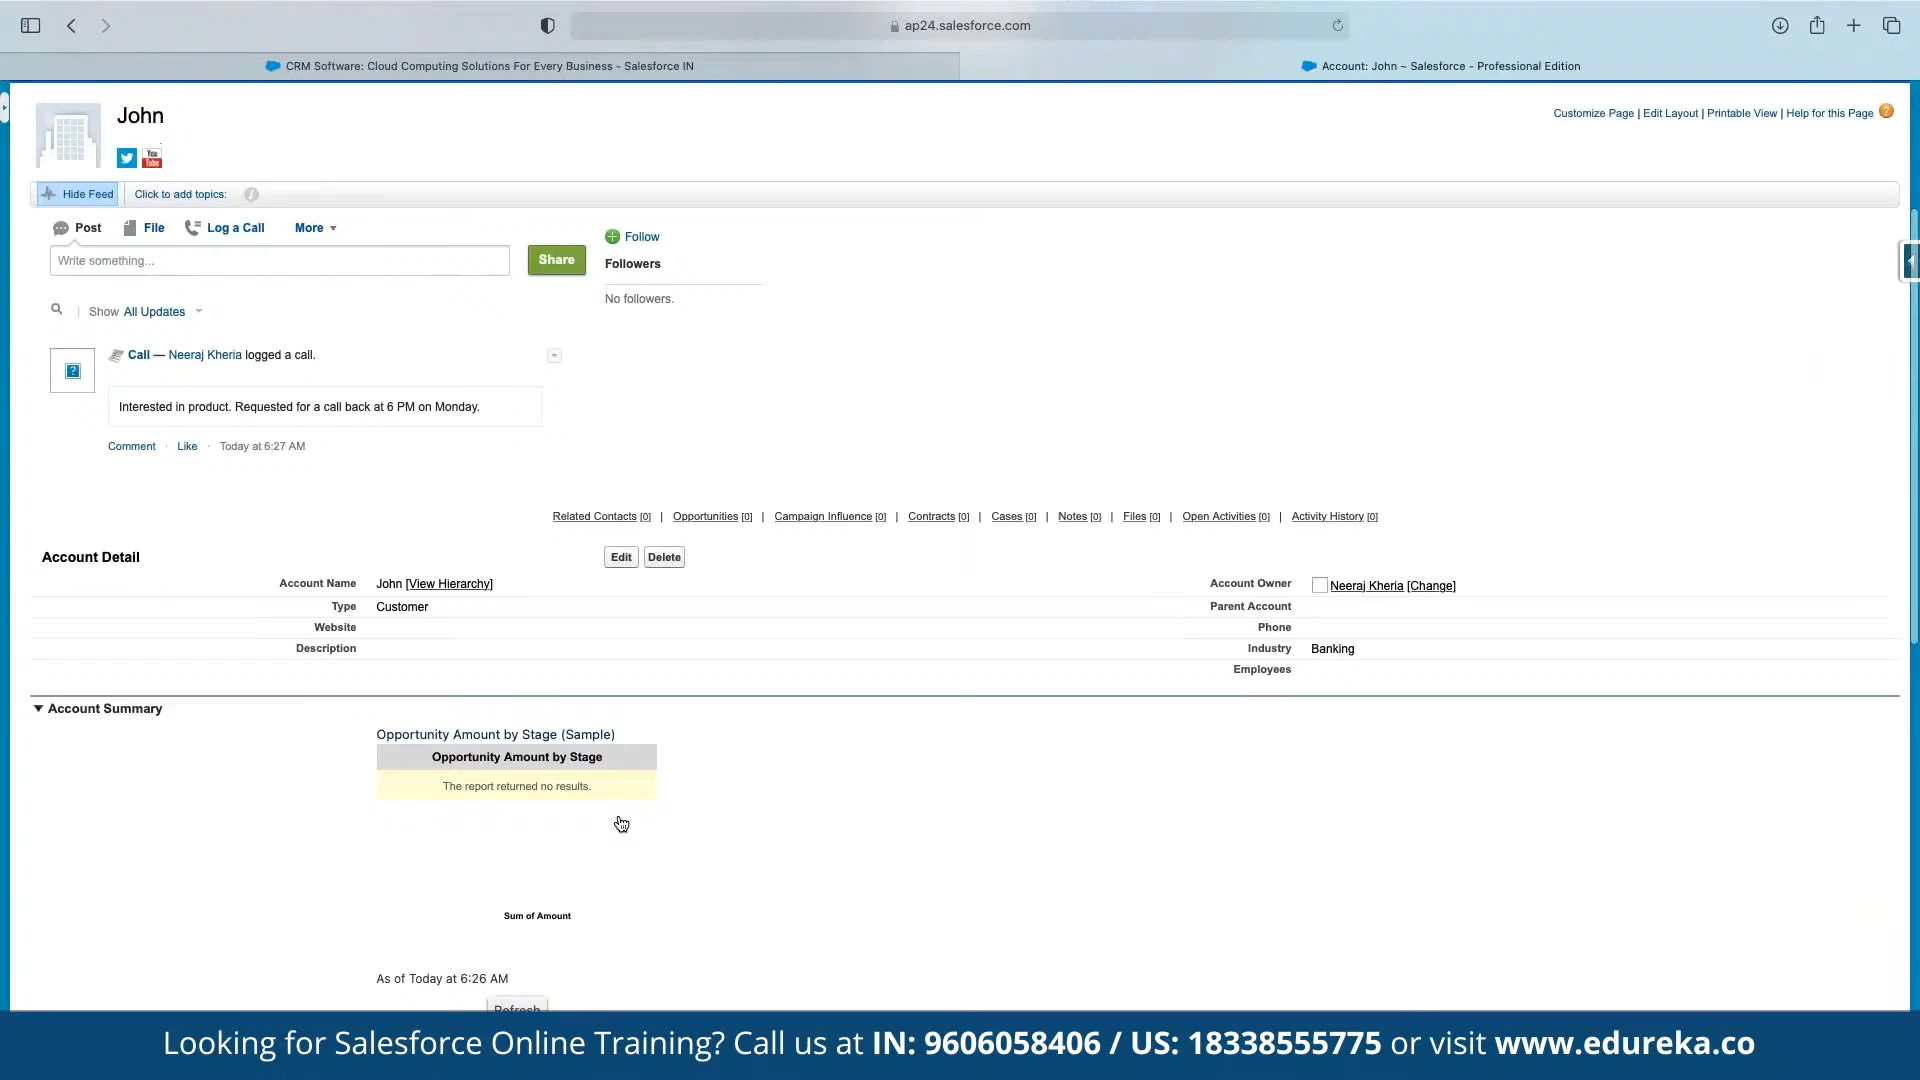 ap24.salesforce.com
CRM Software: Cloud Computing Solutions For Every Business - Salesforce IN
Account: John ~ Salesforce - Professional Edition
John
Customize Page | Edit Layout | Printable View | Help for this Page ?
You Tube
Hide Feed
Click to add topics: i
Post File Log a Call More
Write something...
Share
Follow
Followers
No followers.
Show All Updates
Call — Neeraj Kheria logged a call.
?
Interested in product. Requested for a call back at 6 PM on Monday.
Comment · Like · Today at 6:27 AM
Related Contacts [0] | Opportunities [0] | Campaign Influence [0] | Contracts [0] | Cases [0] | Notes [0] | Files [0] | Open Activities [0] | Activity History [0]
Account Detail
Edit Delete
Account Name John [View Hierarchy] Account Owner Neeraj Kheria [Change]
Type Customer Parent Account
Website Phone
Description Industry Banking
Employees
Account Summary
Opportunity Amount by Stage (Sample)
Opportunity Amount by Stage
The report returned no results.
Sum of Amount
As of Today at 6:26 AM
Refresh
Looking for Salesforce Online Training? Call us at IN: 9606058406 / US: 18338555775 or visit www.edureka.co